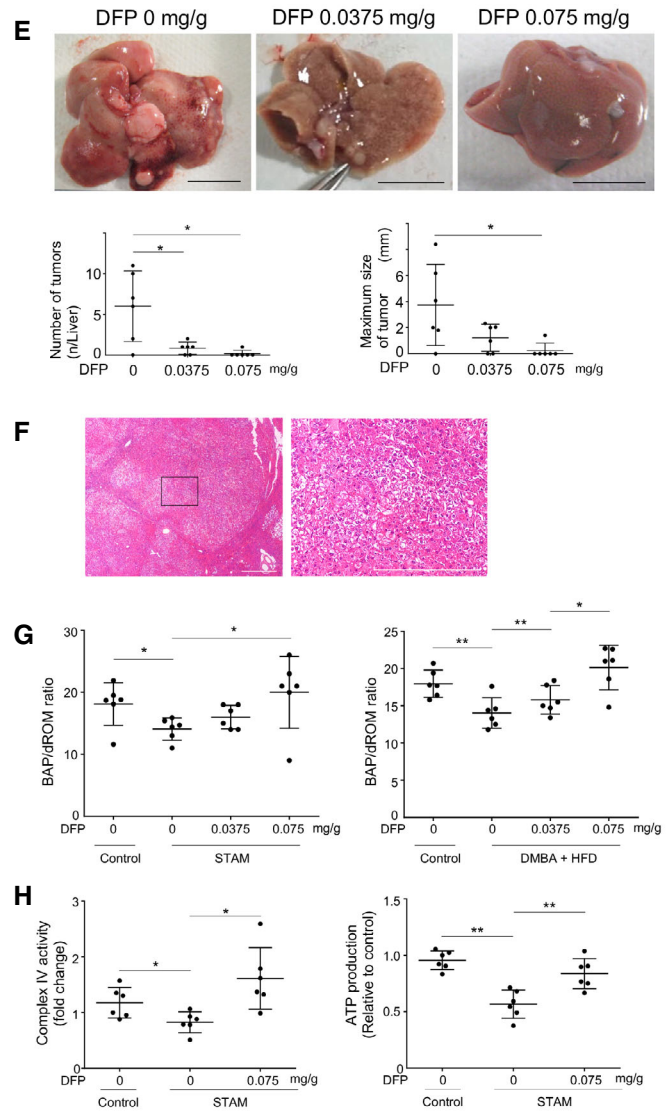 E
DFP 0 mg/g DFP 0.0375 mg/g DFP 0.075 mg/g
Number of tumors
(n/Liver)
10
5
0
*
*
DFP 0 0.0375 0.075 mg/g
Maximum size
of tumor
(mm)
6
4
2
0
*
DFP 0 0.0375 0.075 mg/g
F
G
BAP/dROM ratio
30
20
10
0
*
*
DFP 0 0 0.0375 0.075 mg/g
Control STAM
BAP/dROM ratio
25
20
15
10
5
0
**
**
*
DFP 0 0 0.0375 0.075 mg/g
Control DMBA + HFD
H
Complex IV activity
(fold change)
3
2
1
0
*
*
DFP 0 0 0.075 mg/g
Control STAM
ATP production
(Relative to control)
1.5
1.0
0.5
0
**
**
DFP 0 0 0.075 mg/g
Control STAM